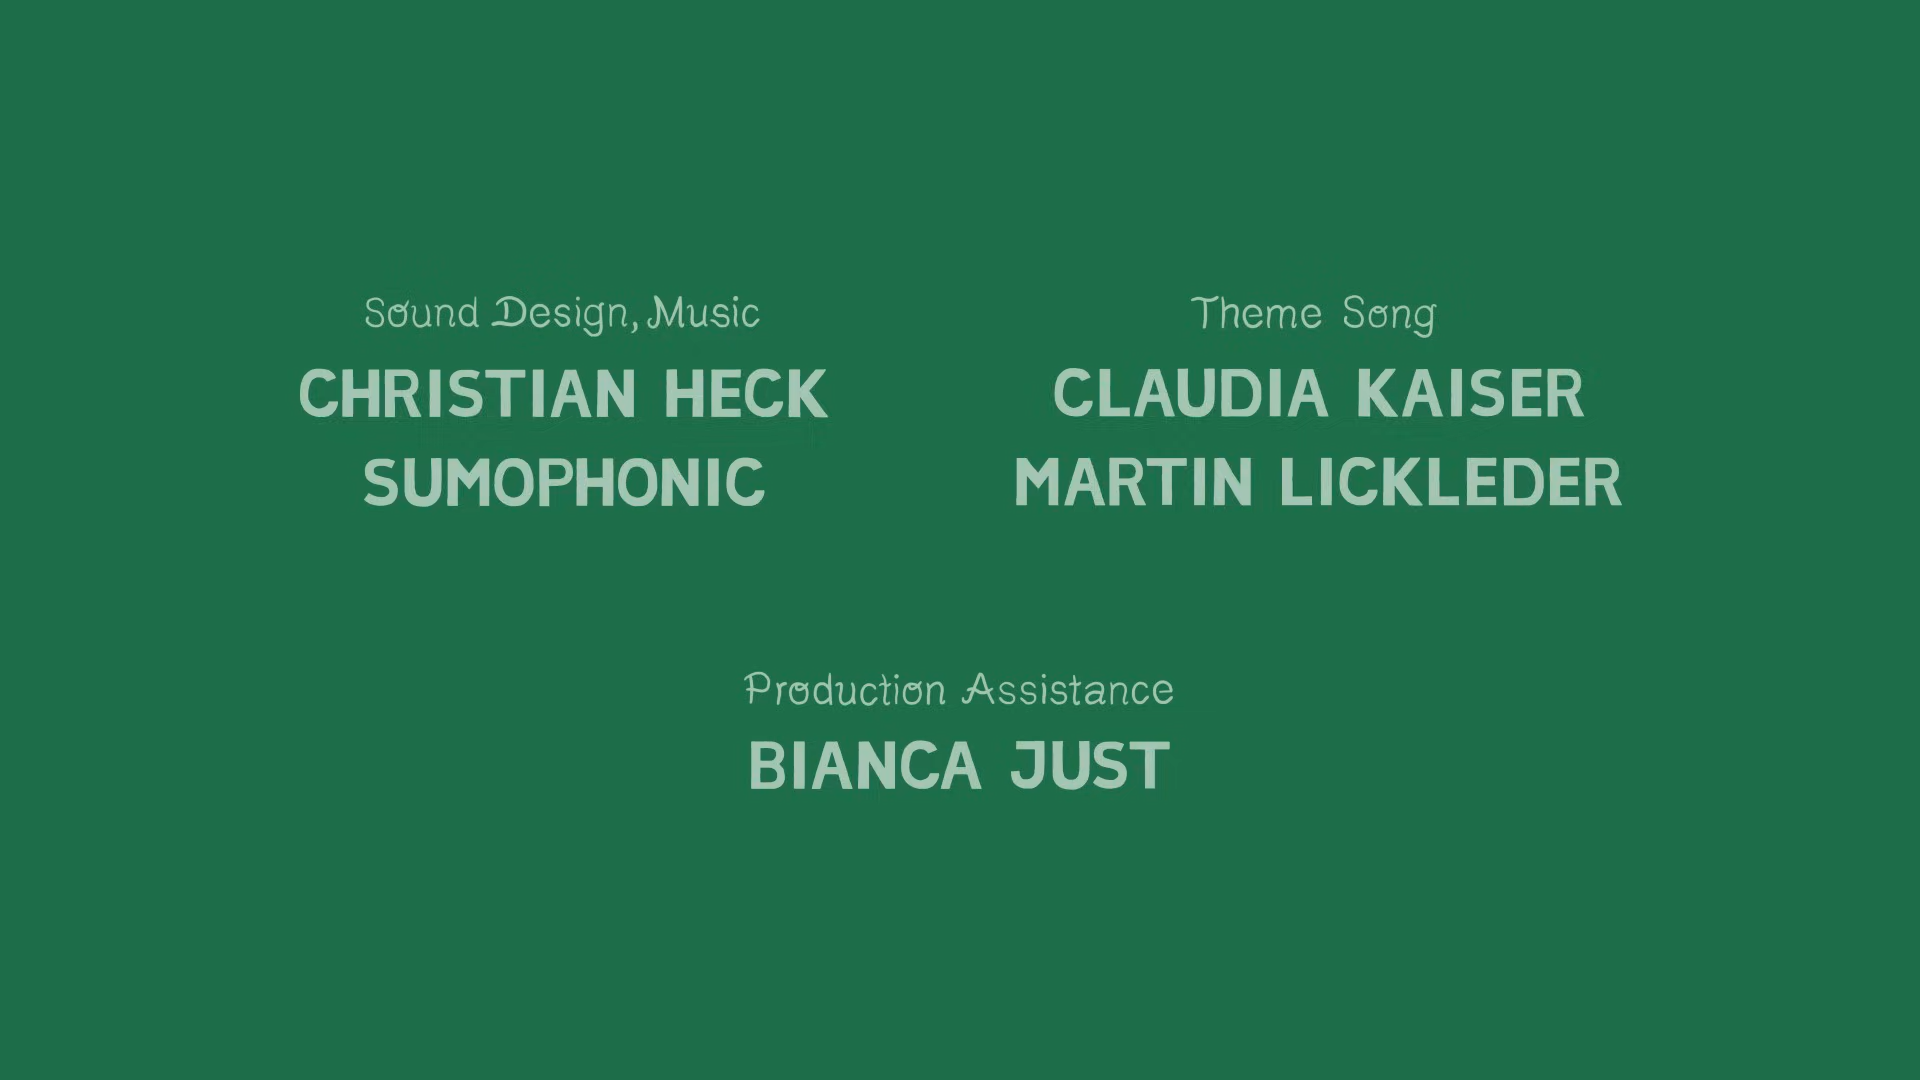 Sound Design, Music
CHRISTIAN HECK
SUMOPHONIC
Theme Song
CLAUDIA KAISER
MARTIN LICKLEDER
Production Assistance
BIANCA JUST